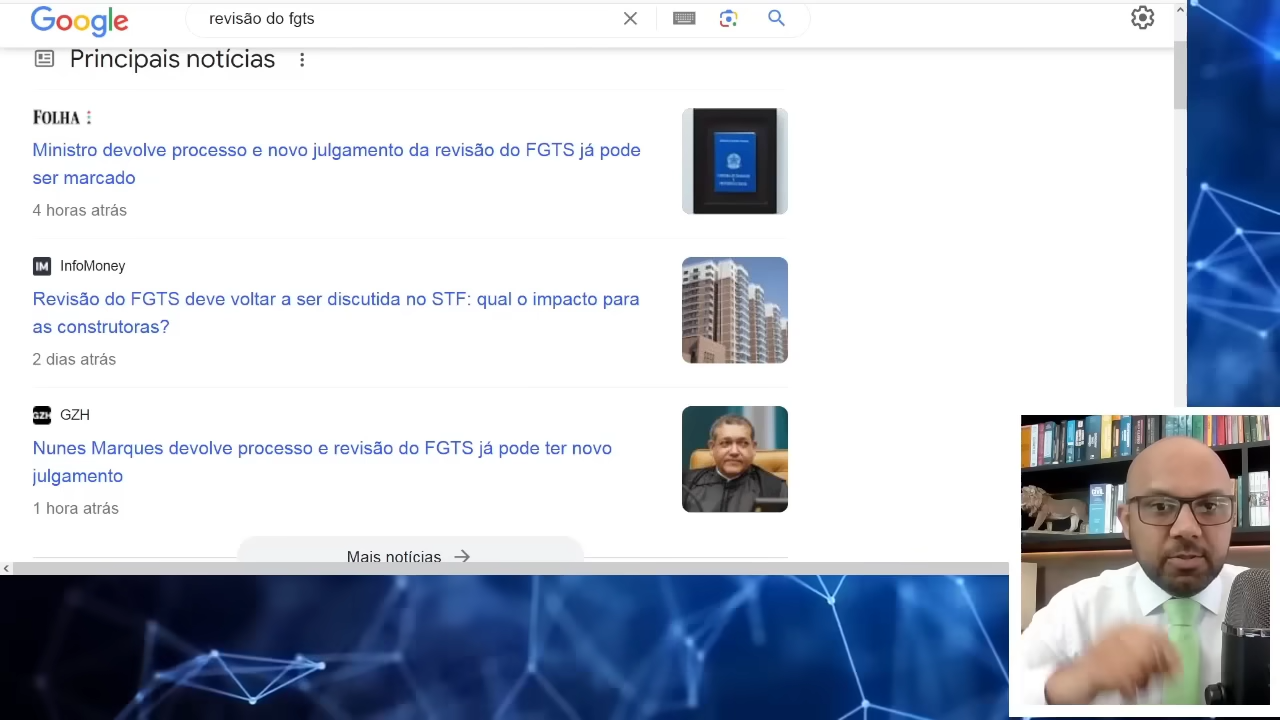 Google
revisão do fgts
Principais notícias
FOLHA
Ministro devolve processo e novo julgamento da revisão do FGTS já pode
ser marcado
4 horas atrás
IM InfoMoney
Revisão do FGTS deve voltar a ser discutida no STF: qual o impacto para
as construtoras?
2 dias atrás
GZH GZH
Nunes Marques devolve processo e revisão do FGTS já pode ter novo
julgamento
1 hora atrás
Mais notícias